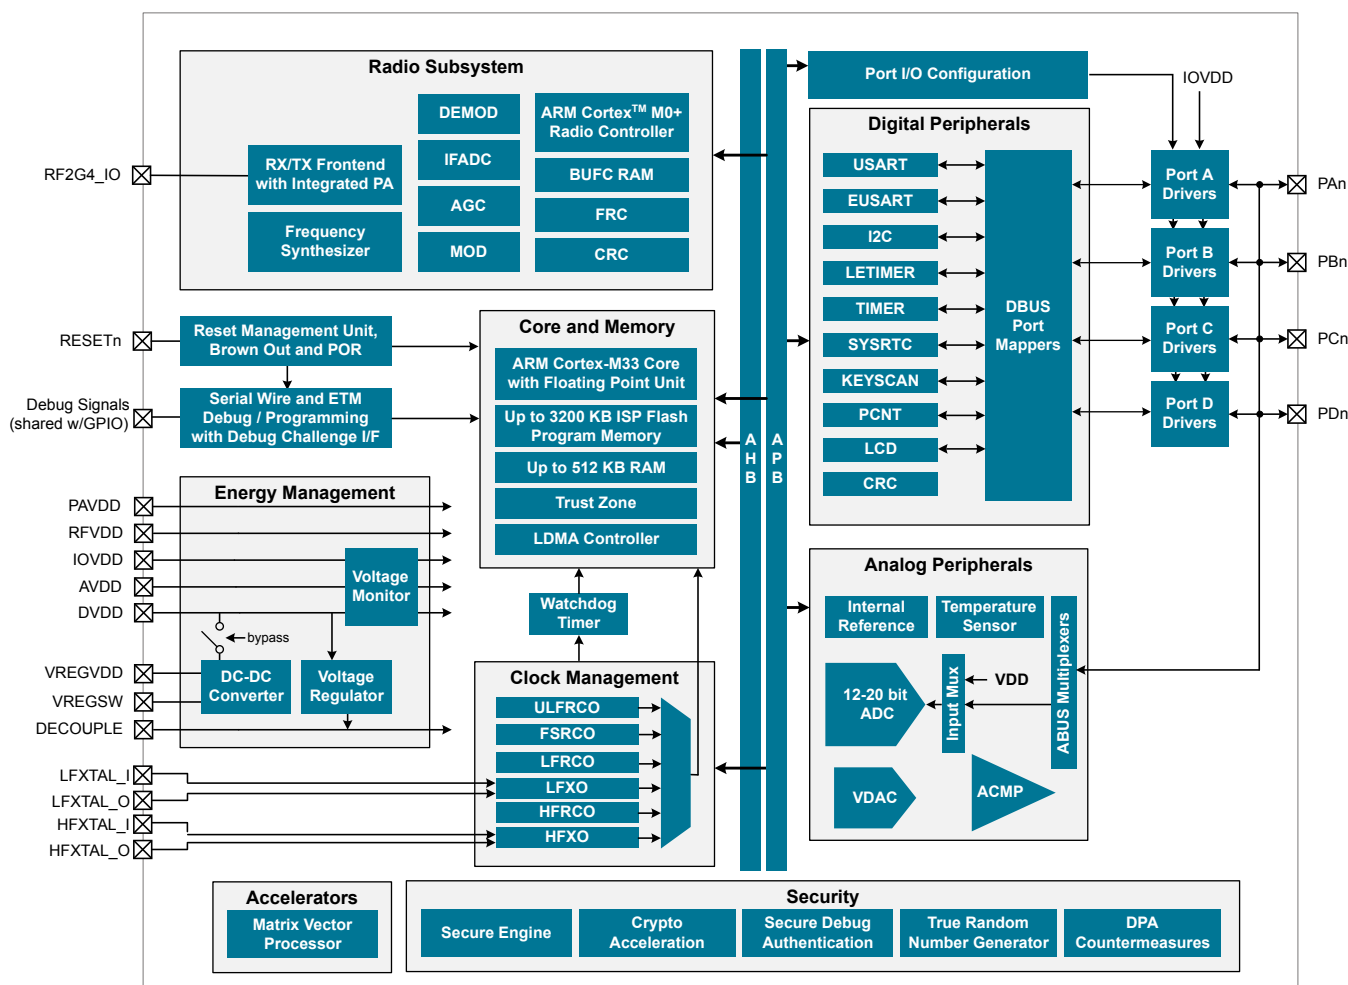 Radio Subsystem
RF2G4_IO
RX/TX Frontend
with Integrated PA
Frequency
Synthesizer
DEMOD
IFADC
AGC
MOD
ARM Cortex™ M0+
Radio Controller
BUFC RAM
FRC
CRC
RESETn
Reset Management Unit,
Brown Out and POR
Debug Signals
(shared w/GPIO)
Serial Wire and ETM
Debug / Programming
with Debug Challenge I/F
Core and Memory
ARM Cortex-M33 Core
with Floating Point Unit
Up to 3200 KB ISP Flash
Program Memory
Up to 512 KB RAM
Trust Zone
LDMA Controller
Energy Management
PAVDD
RFVDD
IOVDD
AVDD
DVDD
VREGVDD
VREGSW
DECOUPLE
Voltage
Monitor
bypass
DC-DC
Converter
Voltage
Regulator
Watchdog
Timer
LFXTAL_I
LFXTAL_O
HFXTAL_I
HFXTAL_O
Clock Management
ULFRCO
FSRCO
LFRCO
LFXO
HFRCO
HFXO
AHB
APB
Port I/O Configuration
IOVDD
Digital Peripherals
USART
EUSART
I2C
LETIMER
TIMER
SYSRTC
KEYSCAN
PCNT
LCD
CRC
DBUS
Port
Mappers
Port A
Drivers
Port B
Drivers
Port C
Drivers
Port D
Drivers
PAn
PBn
PCn
PDn
Analog Peripherals
Internal
Reference
Temperature
Sensor
12-20 bit
ADC
Input Mux
VDD
ABUS Multiplexers
VDAC
ACMP
Accelerators
Matrix Vector
Processor
Security
Secure Engine
Crypto
Acceleration
Secure Debug
Authentication
True Random
Number Generator
DPA
Countermeasures